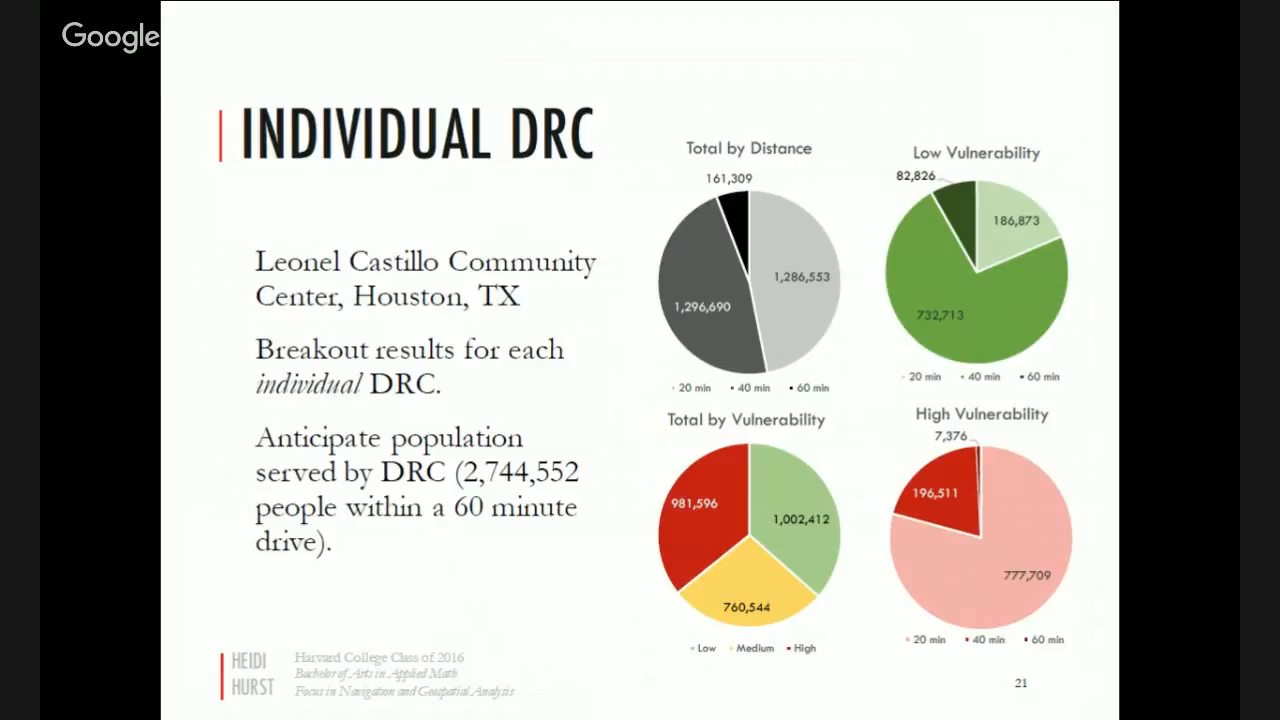 Google
INDIVIDUAL DRC
Leonel Castillo Community
Center, Houston, TX
Breakout results for each
individual DRC.
Anticipate population
served by DRC (2,744,552
people within a 60 minute
drive).
Total by Distance
161,309
1,286,553
1,296,690
20 min 40 min 60 min
Low Vulnerability
82,826
186,873
732,713
20 min 40 min 60 min
Total by Vulnerability
981,596
1,002,412
760,544
Low Medium High
High Vulnerability
7,376
196,511
777,709
20 min 40 min 60 min
HEIDI
HURST
Harvard College Class of 2016
Bachelor of Arts in Applied Math
Focus in Navigation and Geospatial Analysis
21